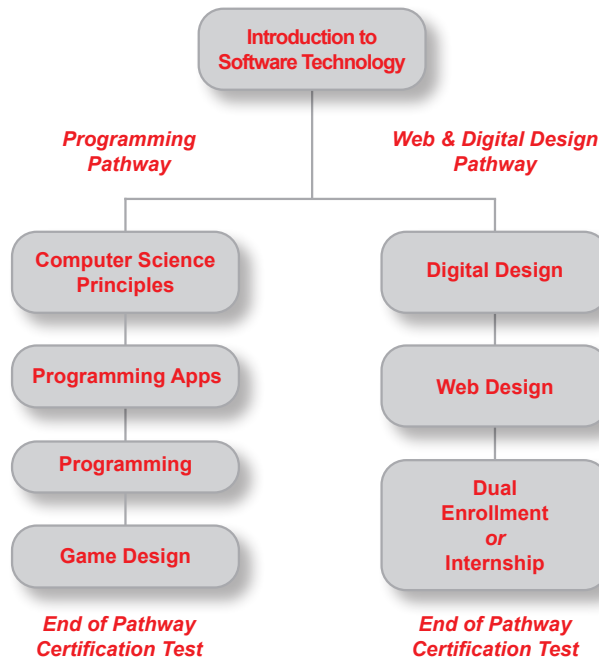 Introduction to
Software Technology
Programming
Pathway
Web & Digital Design
Pathway
Computer Science
Principles
Programming Apps
Programming
Game Design
End of Pathway
Certification Test
Digital Design
Web Design
Dual
Enrollment
or
Internship
End of Pathway
Certification Test